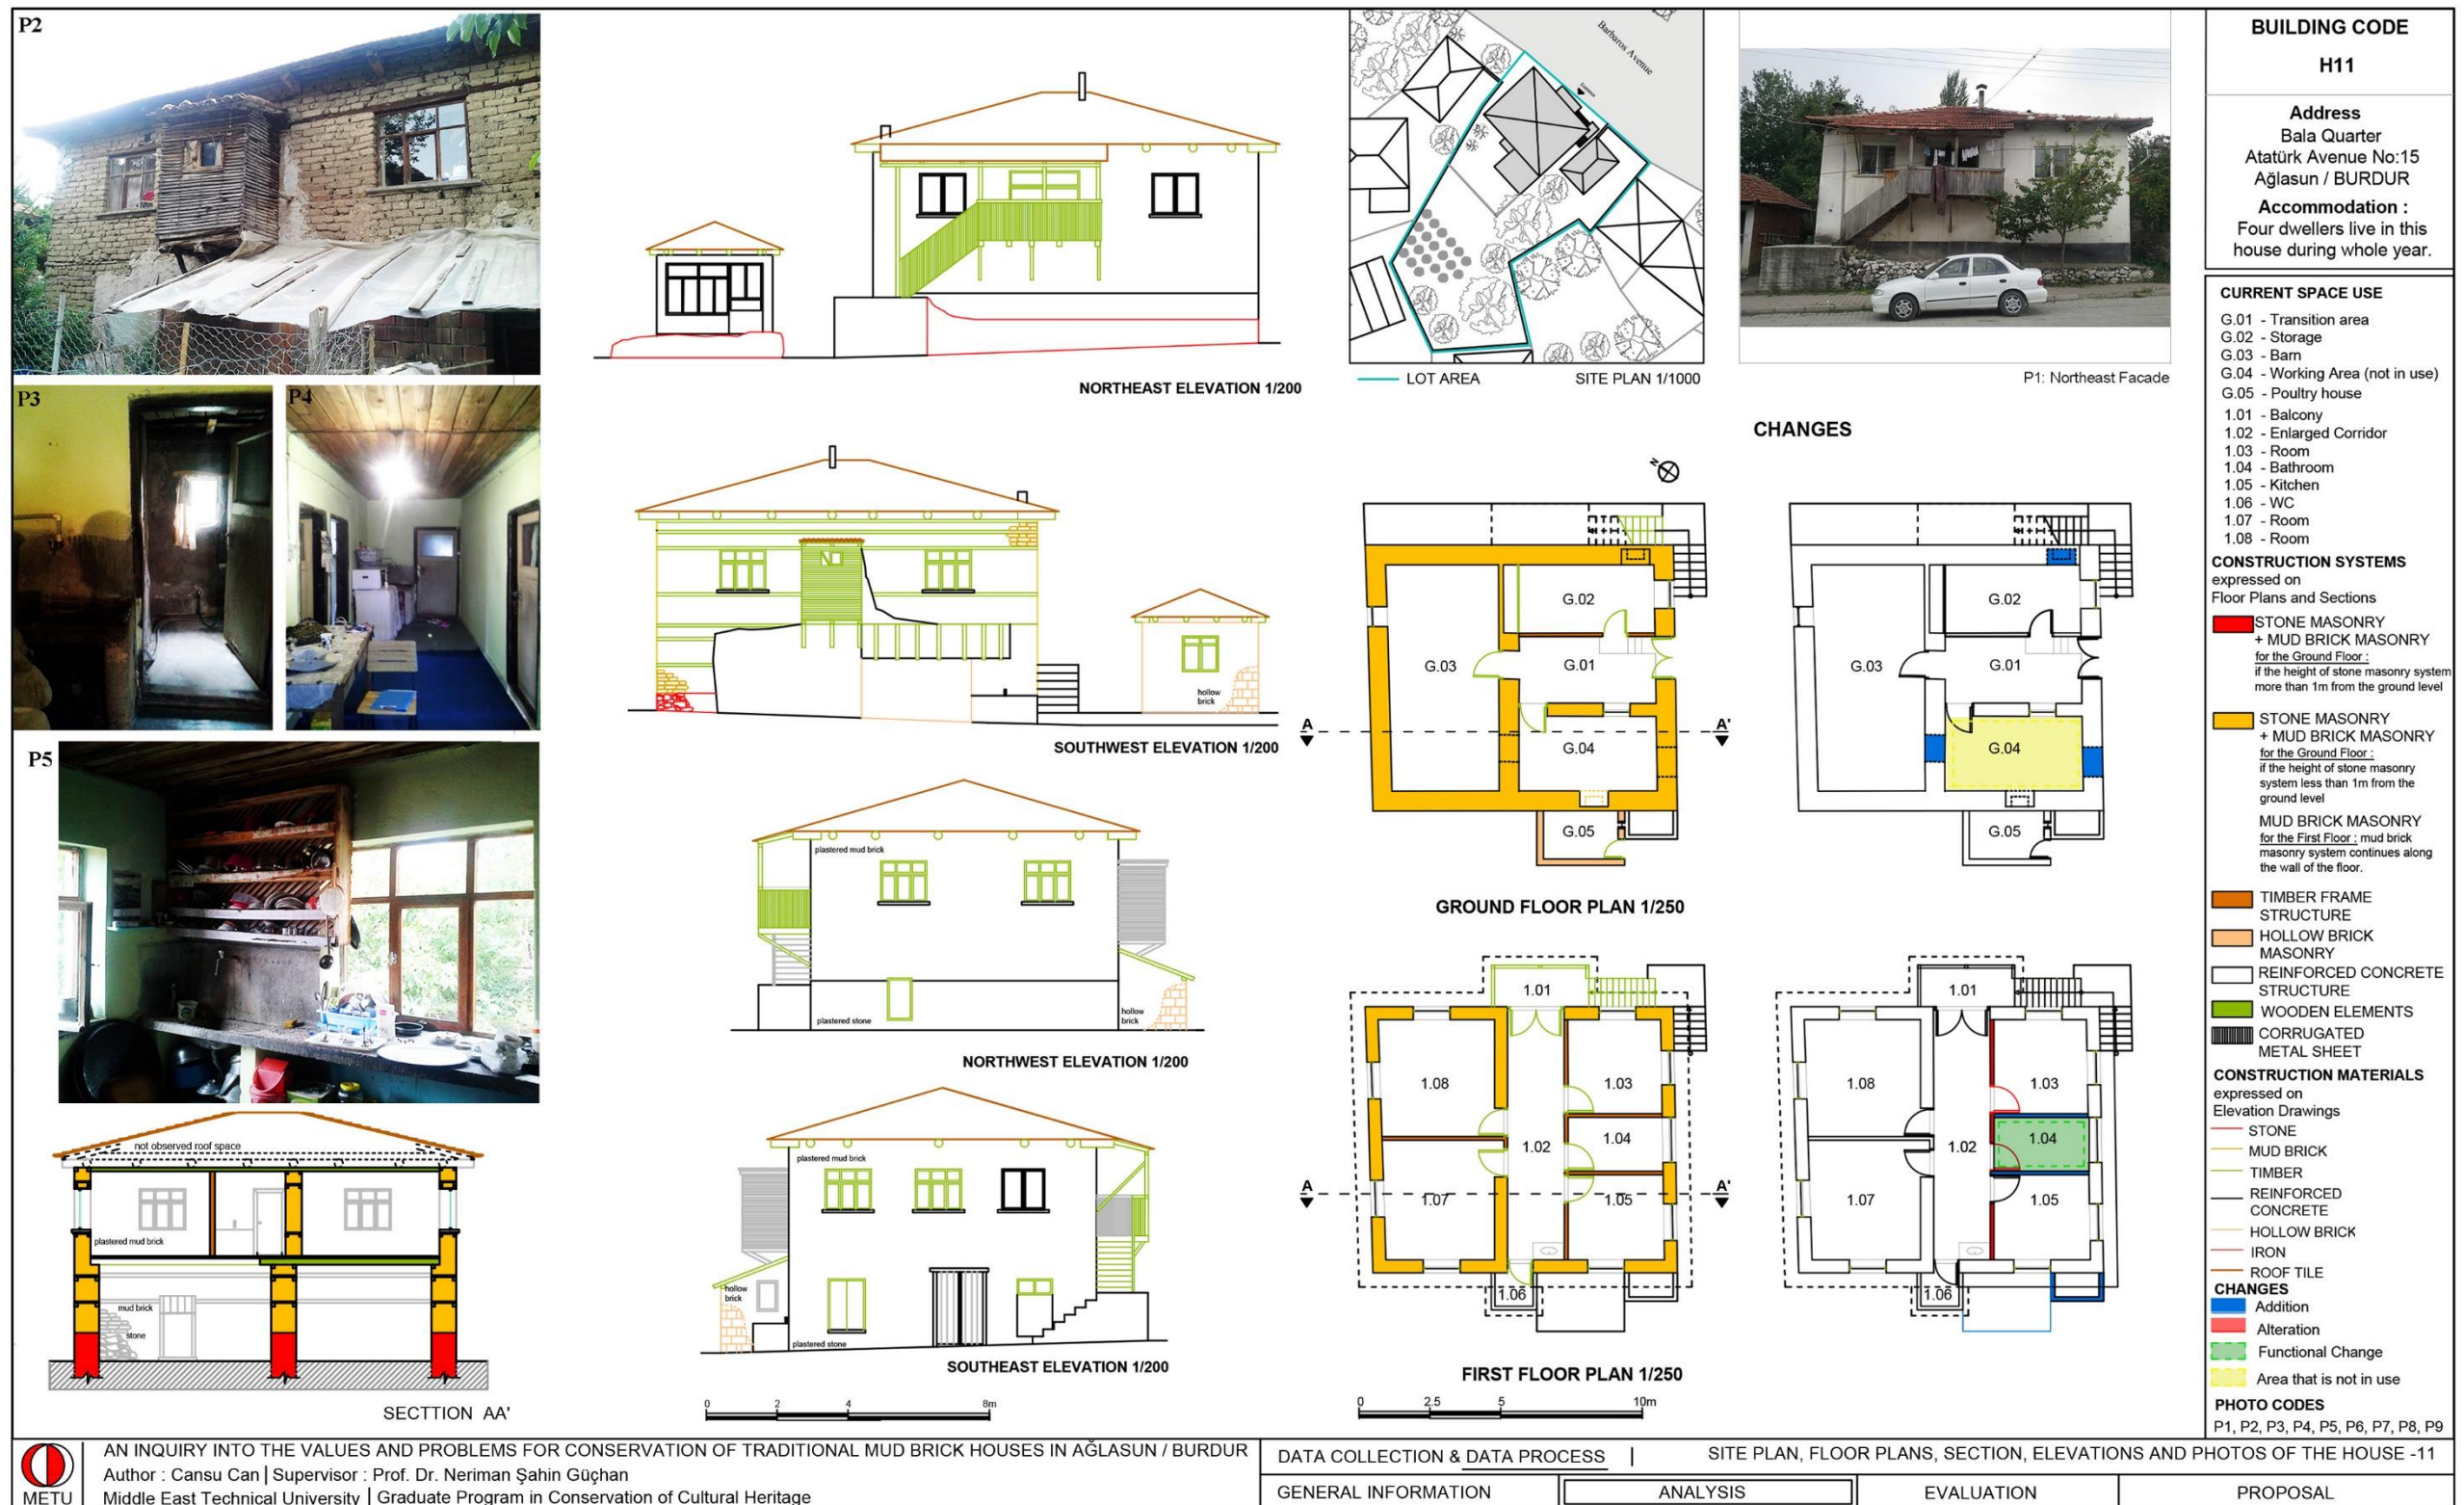 P2
P3
P4
P5
not observed roof space
plastered mud brick
mud brick
stone
SECTTION AA'
NORTHEAST ELEVATION 1/200
hollow
brick
SOUTHWEST ELEVATION 1/200
plastered mud brick
plastered stone
hollow
brick
NORTHWEST ELEVATION 1/200
plastered mud brick
hollow
brick
plastered stone
SOUTHEAST ELEVATION 1/200
0 2 4 8m
Barbaros Avenue
LOT AREA
SITE PLAN 1/1000
P1: Northeast Facade
CHANGES
N
G.02
G.03
G.01
A A'
G.04
G.05
GROUND FLOOR PLAN 1/250
G.02
G.03
G.01
G.04
G.05
1.01
1.08
1.03
1.04
1.02
A A'
1.07
1.05
1.06
FIRST FLOOR PLAN 1/250
0 2.5 5 10m
1.01
1.08
1.03
1.04
1.02
1.07
1.05
1.06
BUILDING CODE
H11
Address
Bala Quarter
Atatürk Avenue No:15
Ağlasun / BURDUR
Accommodation :
Four dwellers live in this
house during whole year.
CURRENT SPACE USE
G.01 - Transition area
G.02 - Storage
G.03 - Barn
G.04 - Working Area (not in use)
G.05 - Poultry house
1.01 - Balcony
1.02 - Enlarged Corridor
1.03 - Room
1.04 - Bathroom
1.05 - Kitchen
1.06 - WC
1.07 - Room
1.08 - Room
CONSTRUCTION SYSTEMS
expressed on
Floor Plans and Sections
STONE MASONRY
+ MUD BRICK MASONRY
for the Ground Floor :
if the height of stone masonry system
more than 1m from the ground level
STONE MASONRY
+ MUD BRICK MASONRY
for the Ground Floor :
if the height of stone masonry
system less than 1m from the
ground level
MUD BRICK MASONRY
for the First Floor : mud brick
masonry system continues along
the wall of the floor.
TIMBER FRAME
STRUCTURE
HOLLOW BRICK
MASONRY
REINFORCED CONCRETE
STRUCTURE
WOODEN ELEMENTS
CORRUGATED
METAL SHEET
CONSTRUCTION MATERIALS
expressed on
Elevation Drawings
STONE
MUD BRICK
TIMBER
REINFORCED
CONCRETE
HOLLOW BRICK
IRON
ROOF TILE
CHANGES
Addition
Alteration
Functional Change
Area that is not in use
PHOTO CODES
P1, P2, P3, P4, P5, P6, P7, P8, P9
METU
AN INQUIRY INTO THE VALUES AND PROBLEMS FOR CONSERVATION OF TRADITIONAL MUD BRICK HOUSES IN AĞLASUN / BURDUR
Author : Cansu Can | Supervisor : Prof. Dr. Neriman Şahin Güçhan
Middle East Technical University | Graduate Program in Conservation of Cultural Heritage
DATA COLLECTION & DATA PROCESS | SITE PLAN, FLOOR PLANS, SECTION, ELEVATIONS AND PHOTOS OF THE HOUSE -11
GENERAL INFORMATION
ANALYSIS
EVALUATION
PROPOSAL